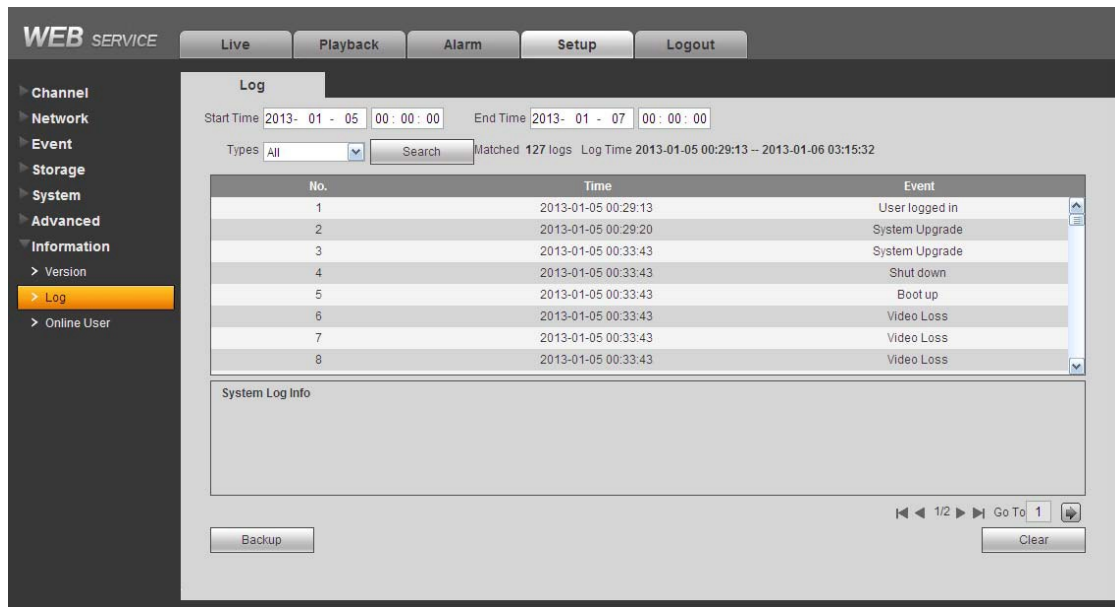 WEB SERVICE
Live Playback Alarm Setup Logout
Channel
Network
Event
Storage
System
Advanced
Information
> Version
> Log
> Online User
Log
Start Time 2013- 01 - 05 00 : 00 : 00 End Time 2013- 01 - 07 00 : 00 : 00
Types All Search Matched 127 logs Log Time 2013-01-05 00:29:13 -- 2013-01-06 03:15:32
No. Time Event
1 2013-01-05 00:29:13 User logged in
2 2013-01-05 00:29:20 System Upgrade
3 2013-01-05 00:33:43 System Upgrade
4 2013-01-05 00:33:43 Shut down
5 2013-01-05 00:33:43 Boot up
6 2013-01-05 00:33:43 Video Loss
7 2013-01-05 00:33:43 Video Loss
8 2013-01-05 00:33:43 Video Loss
System Log Info
1/2 Go To 1
Backup Clear